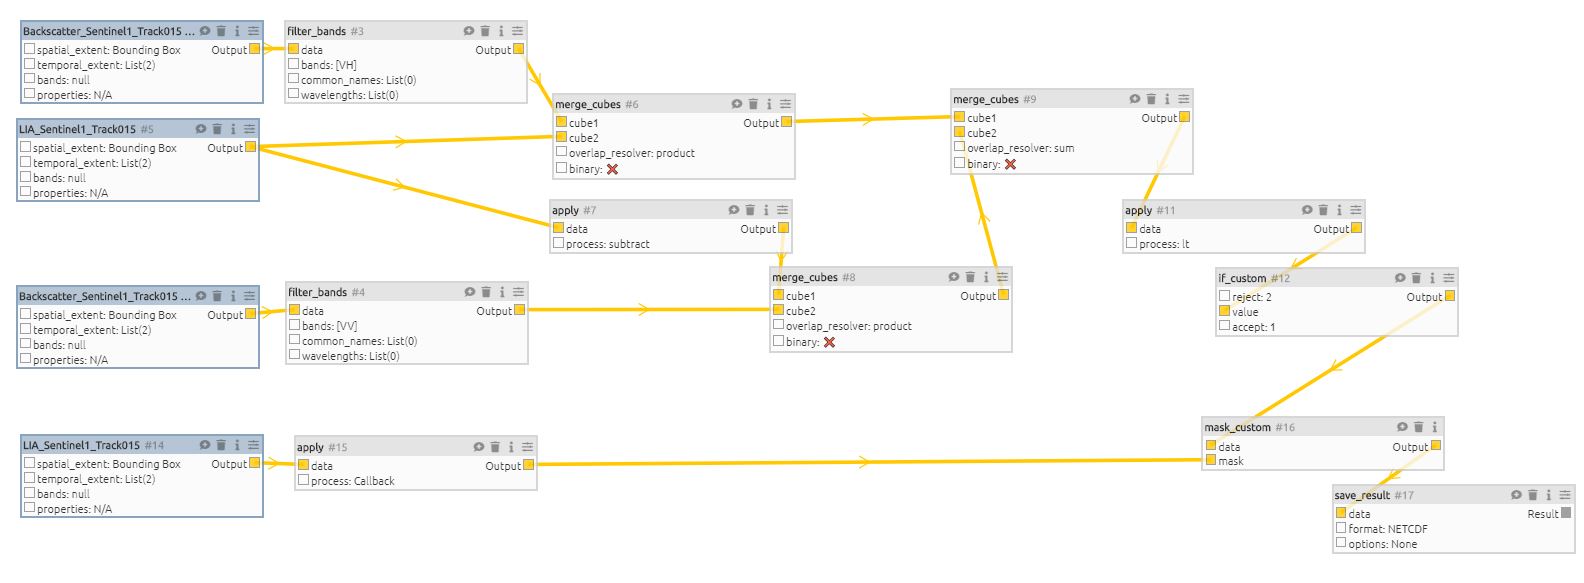 Backscatter_Sentinel1_Track015 ...
spatial_extent: Bounding Box
Output
temporal_extent: List(2)
bands: null
properties: N/A
filter_bands #3
data
Output
bands: [VH]
common_names: List(0)
wavelengths: List(0)
LIA_Sentinel1_Track015 #5
spatial_extent: Bounding Box
Output
temporal_extent: List(2)
bands: null
properties: N/A
merge_cubes #6
cube1
Output
cube2
overlap_resolver: product
binary:
merge_cubes #9
cube1
Output
cube2
overlap_resolver: sum
binary:
apply #7
data
Output
process: subtract
apply #11
data
Output
process: lt
Backscatter_Sentinel1_Track015 ...
spatial_extent: Bounding Box
Output
temporal_extent: List(2)
bands: null
properties: N/A
filter_bands #4
data
Output
bands: [VV]
common_names: List(0)
wavelengths: List(0)
merge_cubes #8
cube1
Output
cube2
overlap_resolver: product
binary:
if_custom #12
reject: 2
Output
value
accept: 1
LIA_Sentinel1_Track015 #14
spatial_extent: Bounding Box
Output
temporal_extent: List(2)
bands: null
properties: N/A
apply #15
data
Output
process: Callback
mask_custom #16
data
Output
mask
save_result #17
data
Result
format: NETCDF
options: None